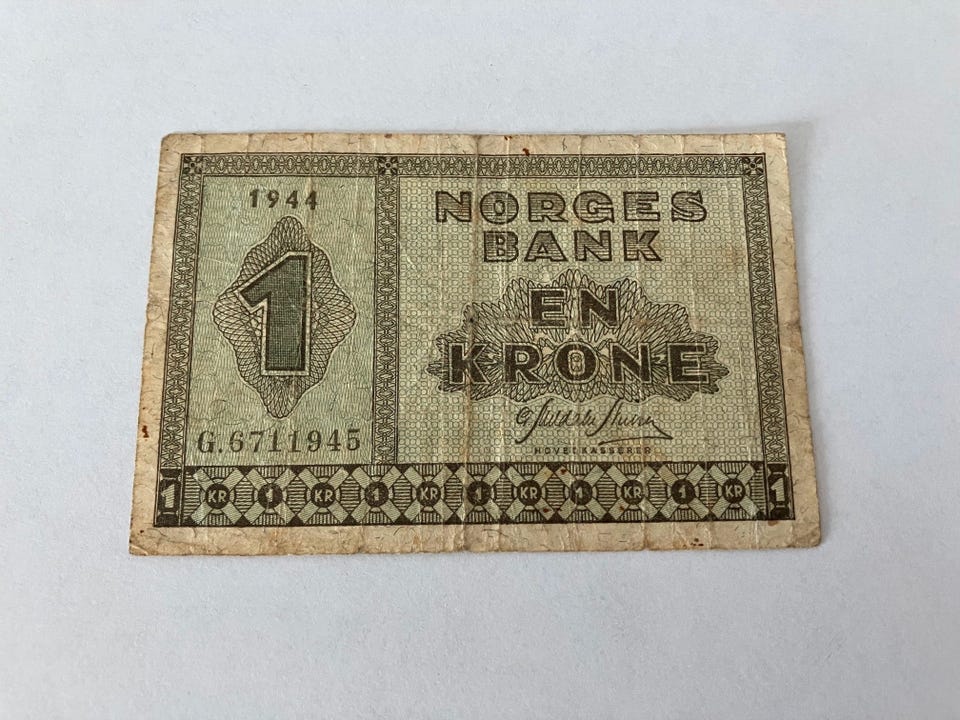 1944
1
G.6711945
NORGES
BANK
EN
KRONE
HOVEDKASSERER
1 KR 1 KR 1 KR 1 KR 1 KR 1 KR 1